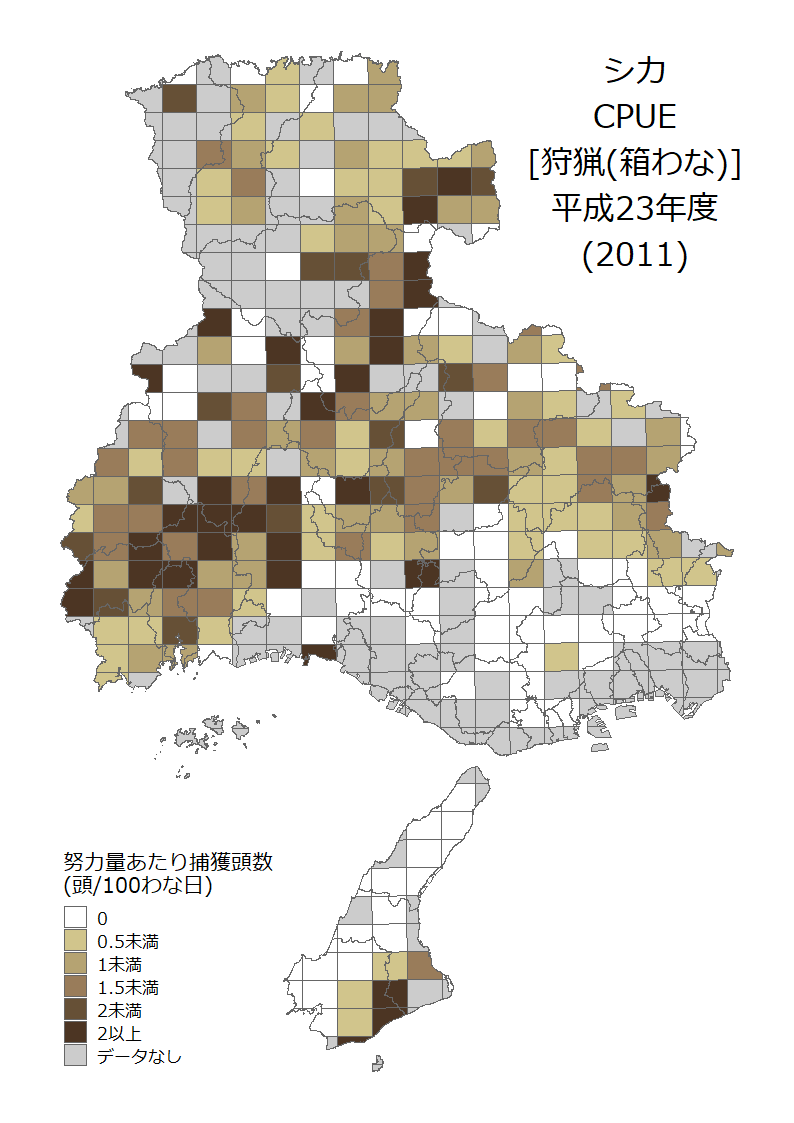 シカ
CPUE
[狩猟(箱わな)]
平成23年度
(2011)
努力量あたり捕獲頭数
(頭/100わな日)
0
0.5未満
1未満
1.5未満
2未満
2以上
データなし